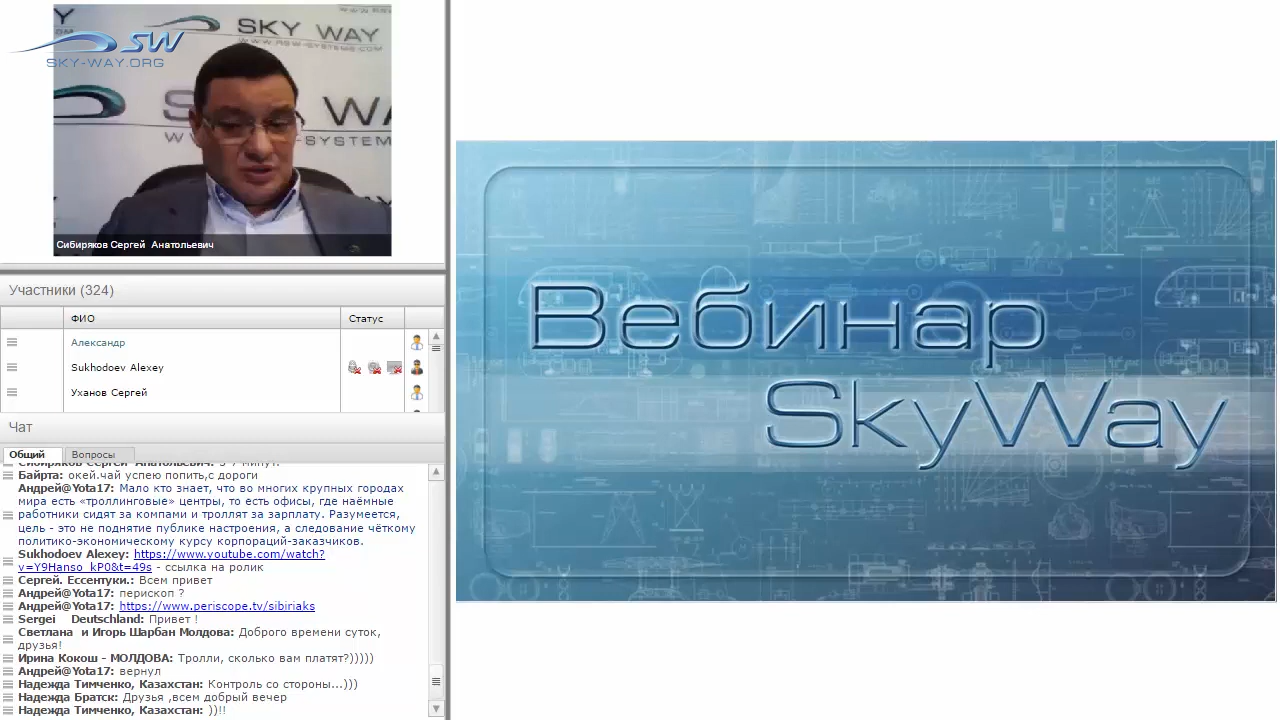 SKY WAY
WWW.RSW-SYSTEMS.COM
SW
SKY-WAY.ORG
Сибиряков Сергей Анатольевич
Участники (324)
ФИО Статус
Александр
Sukhodoev Alexey
Уханов Сергей
Чат
Общий Вопросы
Сибиряков Сергей Анатольевич: 5-7 минут.
Байрта: окей.чай успею попить,с дороги
Андрей@Yota17: Мало кто знает, что во многих крупных городах
мира есть «троллинговые» центры, то есть офисы, где наёмные
работники сидят за компами и троллят за зарплату. Разумеется,
цель - это не поднятие публике настроения, а следование чёткому
политико-экономическому курсу корпораций-заказчиков.
Sukhodoev Alexey: https://www.youtube.com/watch?
v=Y9Hanso_kP0&t=49s - ссылка на ролик
Сергей. Ессентуки.: Всем привет
Андрей@Yota17: перископ ?
Андрей@Yota17: https://www.periscope.tv/sibiriaks
Sergei Deutschland: Привет !
Светлана и Игорь Шарбан Молдова: Доброго времени суток,
друзья!
Ирина Кокош - МОЛДОВА: Тролли, сколько вам платят?)))))
Андрей@Yota17: вернул
Надежда Тимченко, Казахстан: Контроль со стороны...)))
Надежда Братск: Друзья ,всем добрый вечер
Надежда Тимченко, Казахстан: ))!!
Вебинар
SkyWay